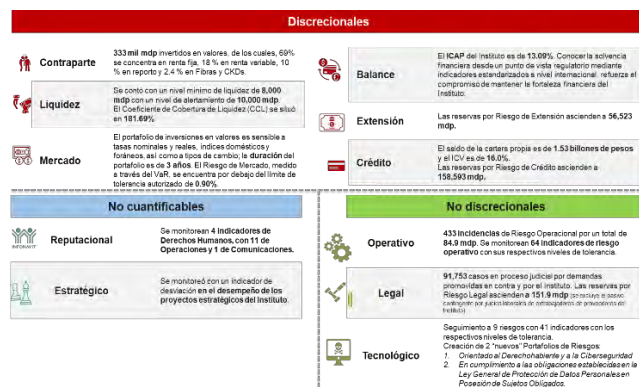 Discrecionales
Contraparte
333 mil mdp invertidos en valores, de los cuales, 69%
se concentra en renta fija, 18 % en renta variable, 10
% en reporto y 2.4 % en Fibras y CKDs.
Liquidez
Se contó con un nivel mínimo de liquidez de 8,000
mdp con un nivel de alertamiento de 10,000 mdp.
El Coeficiente de Cobertura de Liquidez (CCL) se situó
en 181.69%
Mercado
El portafolio de inversiones en valores es sensible a
tasas nominales y reales, índices domésticos y
foráneos, así como a tipos de cambio; la duración del
portafolio es de 3 años. El Riesgo de Mercado, medido
a través del VaR, se encuentra por debajo del límite de
tolerancia autorizado de 0.90%.
Balance
El ICAP del Instituto es de 13.09%. Conocer la solvencia
financiera desde un punto de vista regulatorio mediante
indicadores estandarizados a nivel internacional, refuerza el
compromiso de mantener la fortaleza financiera del
Instituto.
Extensión
Las reservas por Riesgo de Extensión ascienden a 56,523
mdp.
Crédito
El saldo de la cartera propia es de 1.53 billones de pesos
y el ICV es de 16.0%.
Las reservas por Riesgo de Crédito ascienden a
158,593 mdp.
No cuantificables
INFONAVIT
Reputacional
Se monitorean 4 indicadores de
Derechos Humanos, con 11 de
Operaciones y 1 de Comunicaciones.
Estratégico
Se monitoreó con un indicador de
desviación en el desempeño de los
proyectos estratégicos del Instituto.
No discrecionales
Operativo
433 incidencias de Riesgo Operacional por un total de
84.9 mdp. Se monitorean 64 indicadores de riesgo
operativo con sus respectivos niveles de tolerancia.
Legal
91,753 casos en proceso judicial por demandas
promovidas en contra y por el Instituto. Las reservas por
Riesgo Legal ascienden a 151.9 mdp (se excluye el pasivo
contingente por juicios laborales de extrabajadores de proveedores del
Instituto)
Tecnológico
Seguimiento a 9 riesgos con 41 indicadores con los
respectivos niveles de tolerancia.
Creación de 2 "nuevos" Portafolios de Riesgos:
1. Orientado al Derechohabiente y a la Ciberseguridad
2. En cumplimiento a las obligaciones establecidas en la
Ley General de Protección de Datos Personales en
Posesión de Sujetos Obligados.